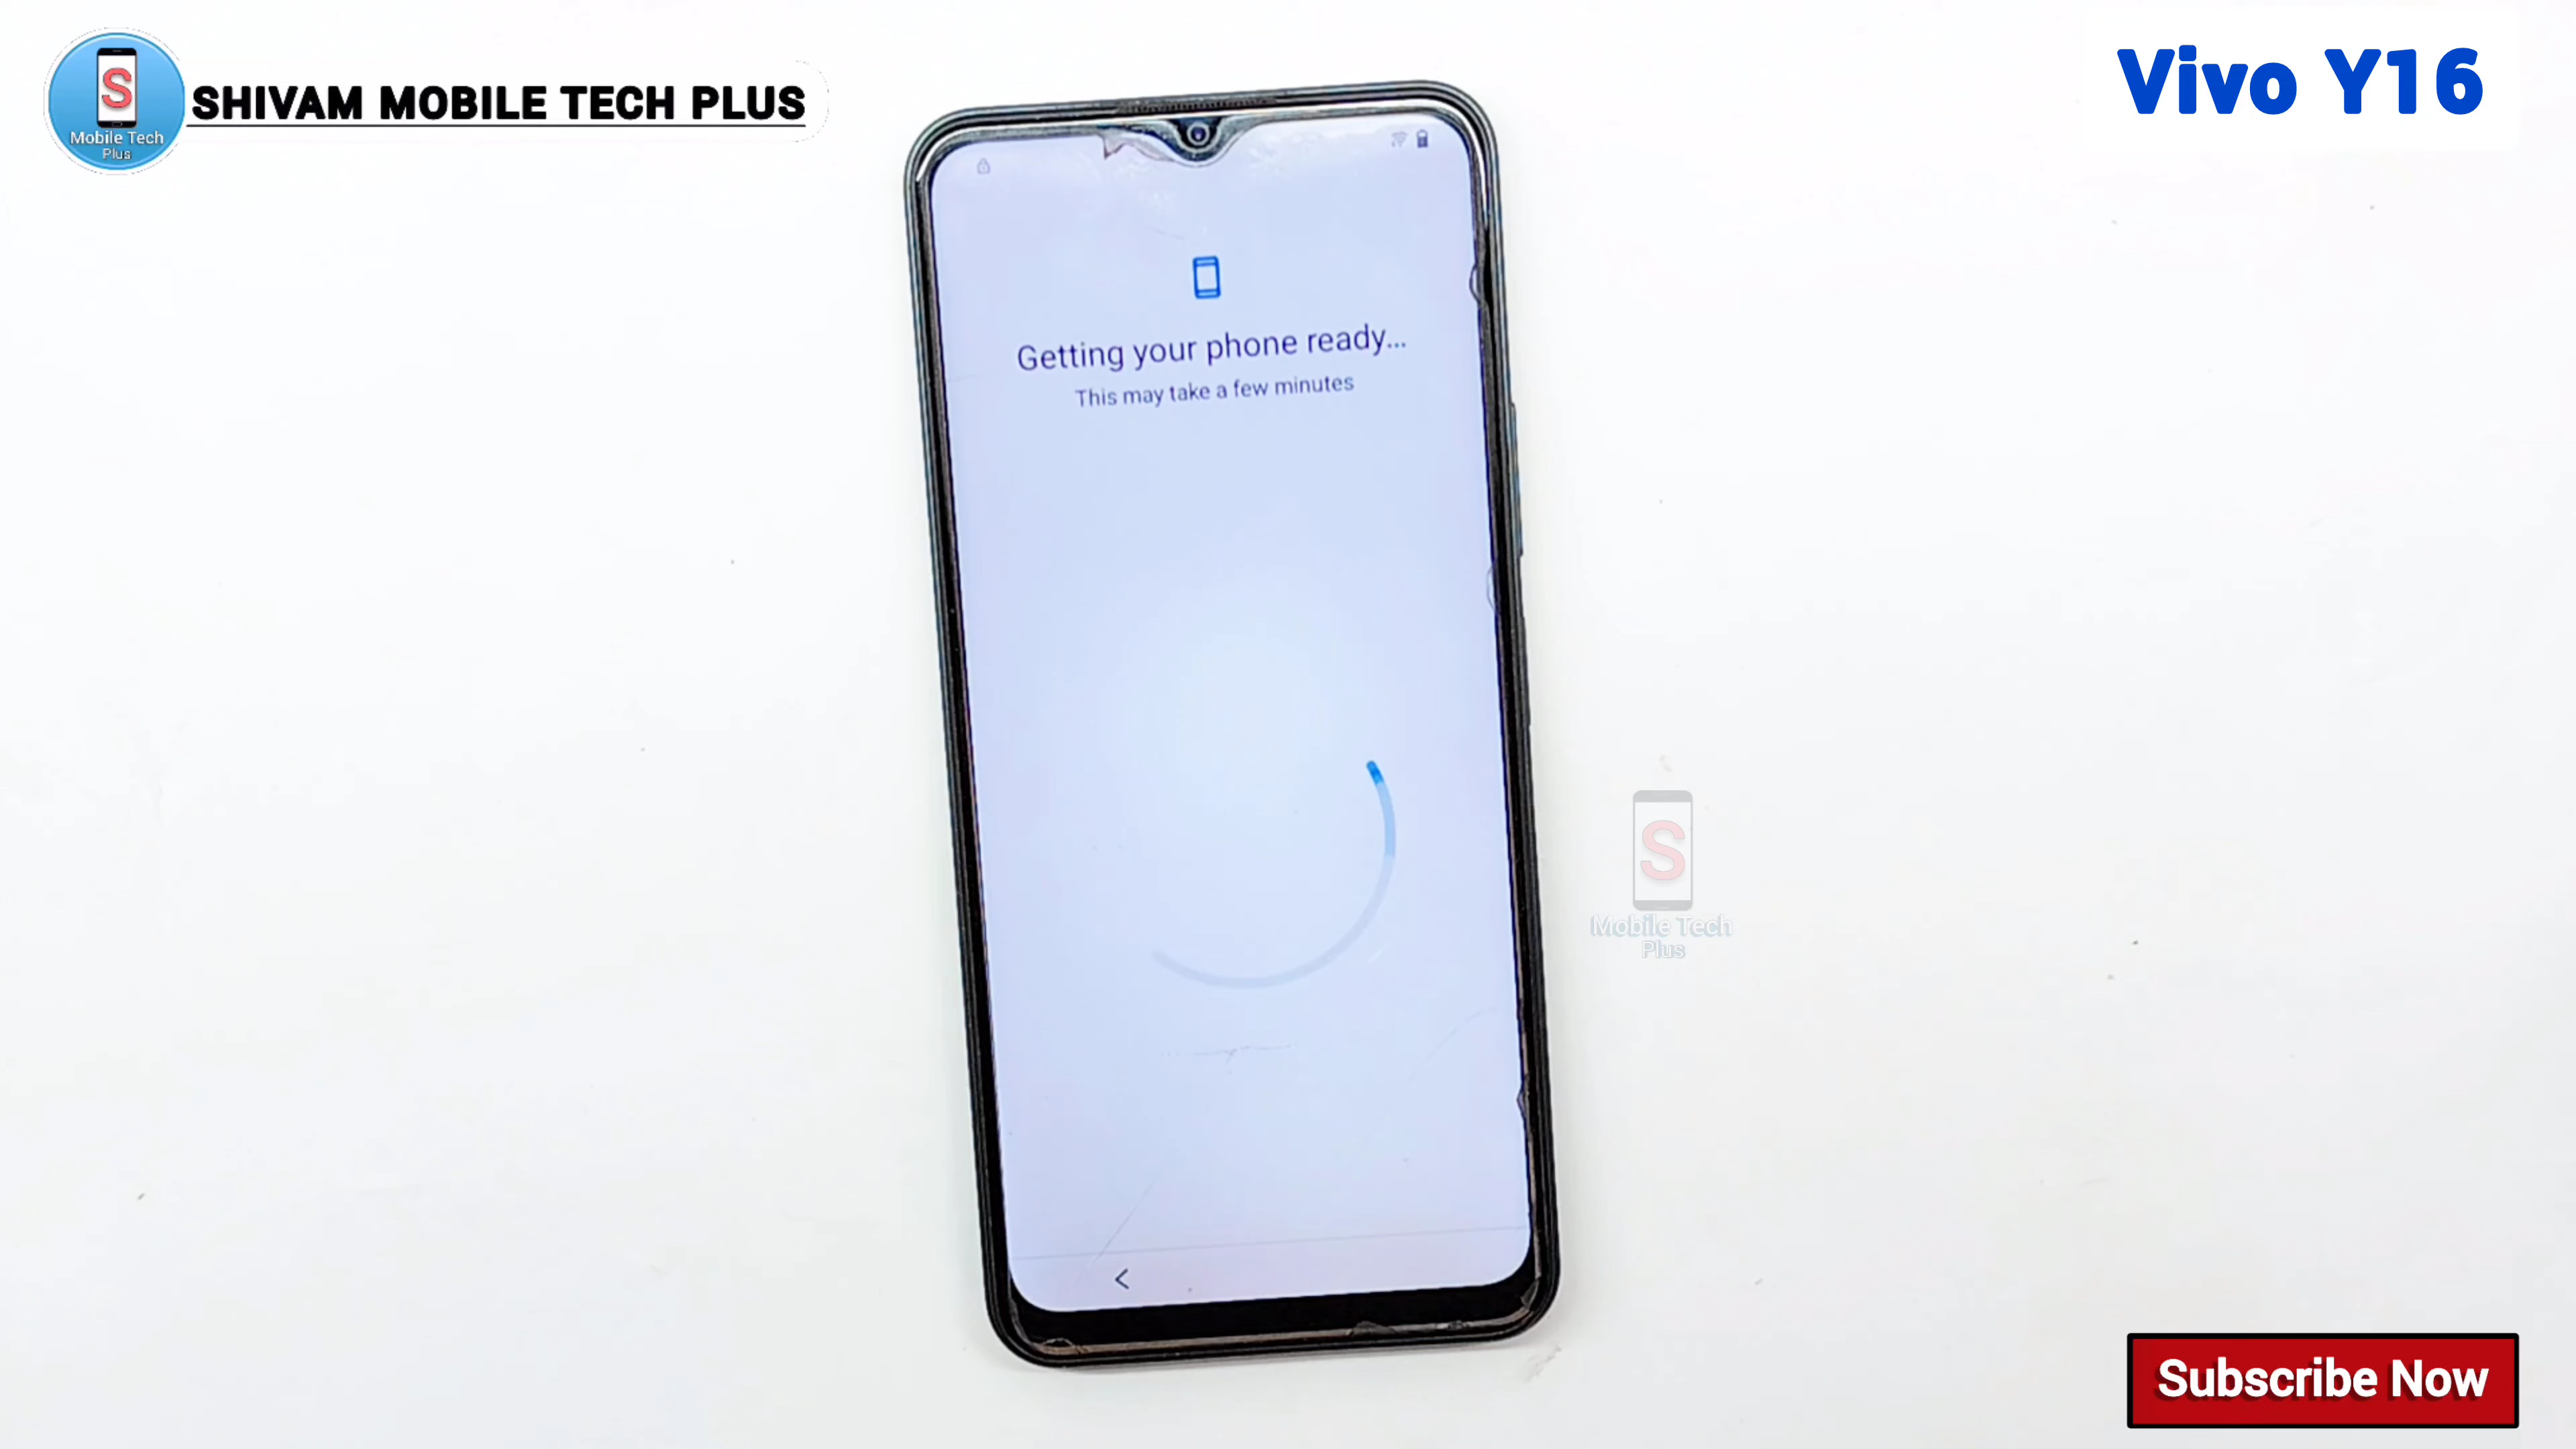 S
Mobile Tech
Plus
SHIVAM MOBILE TECH PLUS
Vivo Y16
Getting your phone ready...
This may take a few minutes
S
Mobile Tech
Plus
Subscribe Now